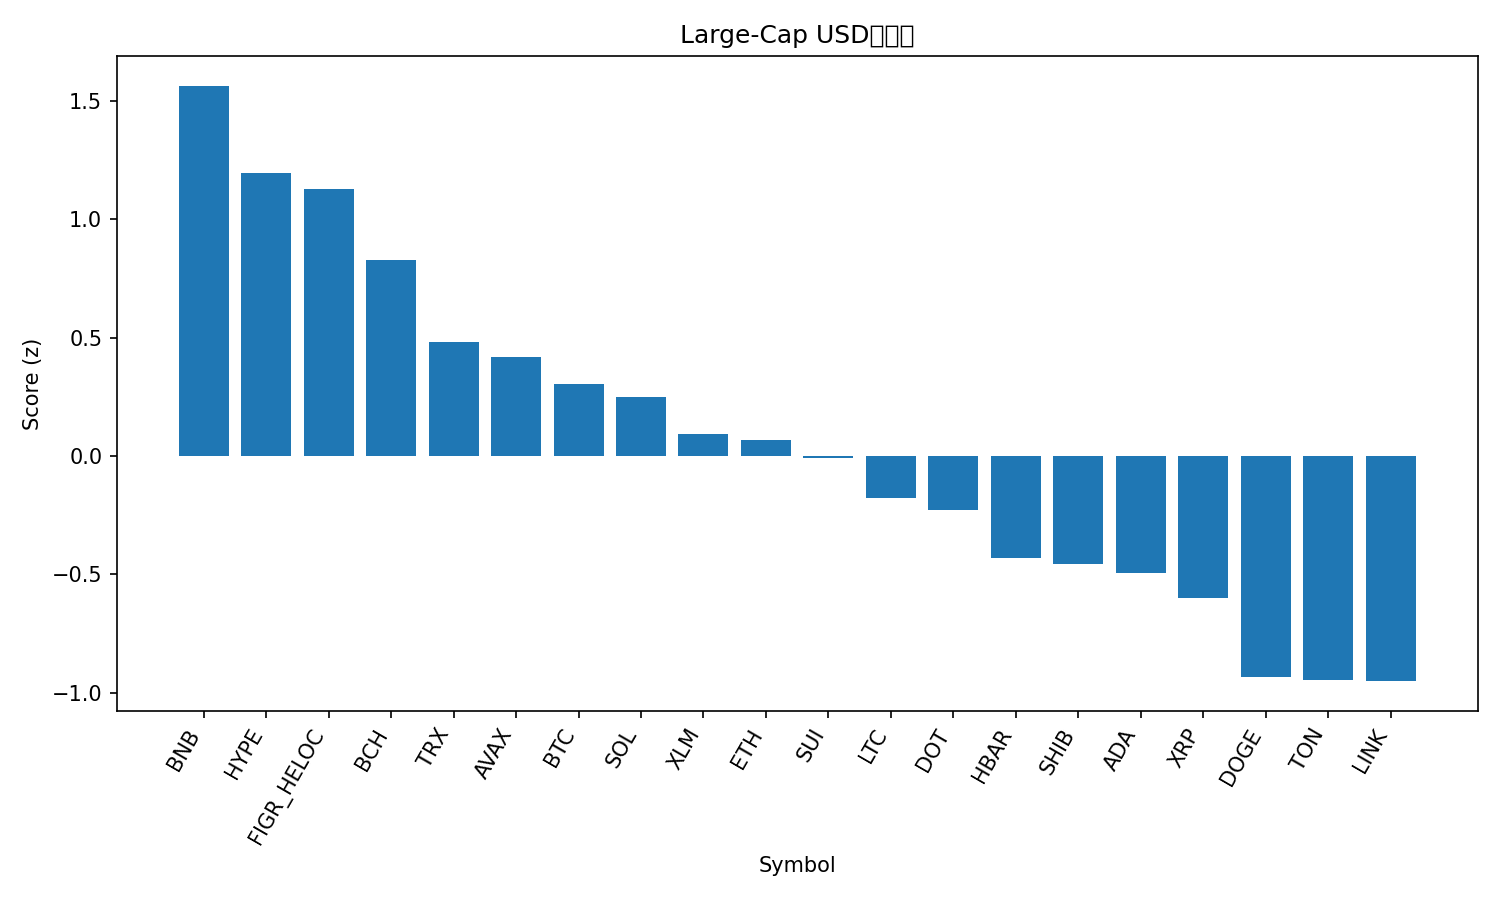 Large-Cap USD
Score (z)
1.5
1.0
0.5
0.0
−0.5
−1.0
BNB
HYPE
FIGR_HELOC
BCH
TRX
AVAX
BTC
SOL
XLM
ETH
SUI
LTC
DOT
HBAR
SHIB
ADA
XRP
DOGE
TON
LINK
Symbol